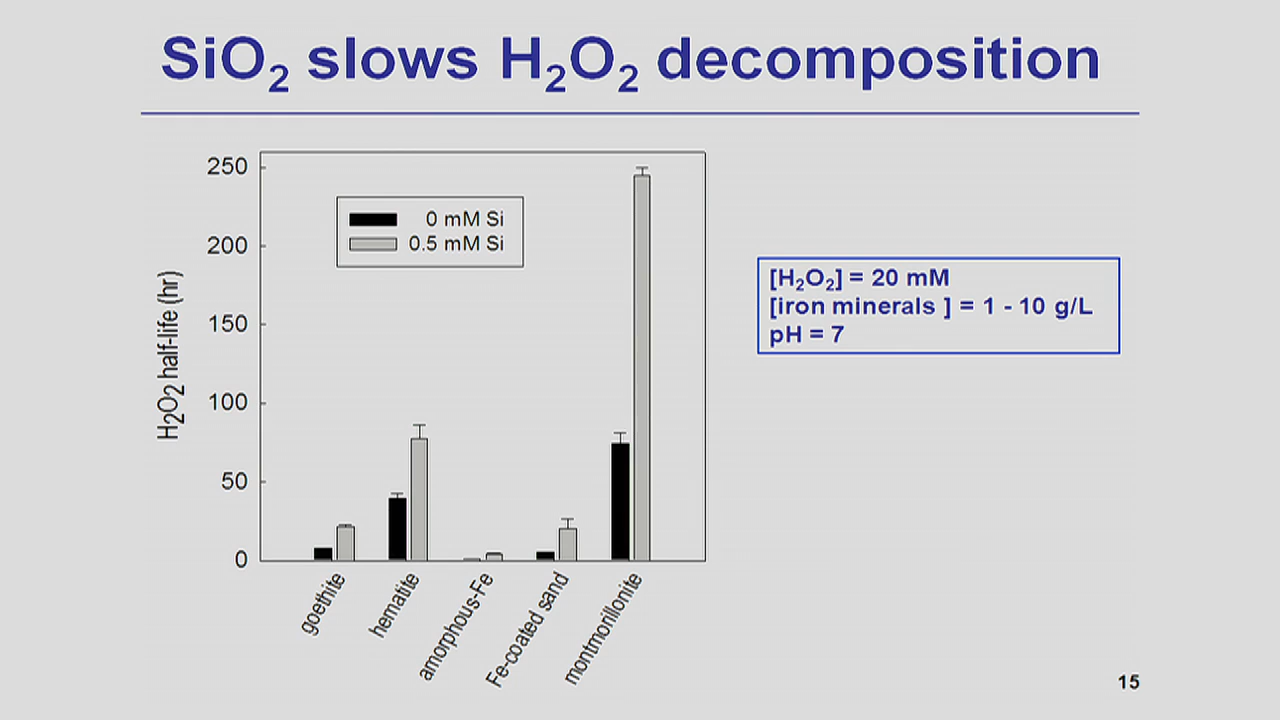 SiO₂ slows H₂O₂ decomposition
250
200
150
100
50
0
H2O2 half-life (hr)
0 mM Si
0.5 mM Si
goethite
hematite
amorphous-Fe
Fe-coated sand
montmorillonite
[H₂O₂] = 20 mM
[iron minerals ] = 1 - 10 g/L
pH = 7
15